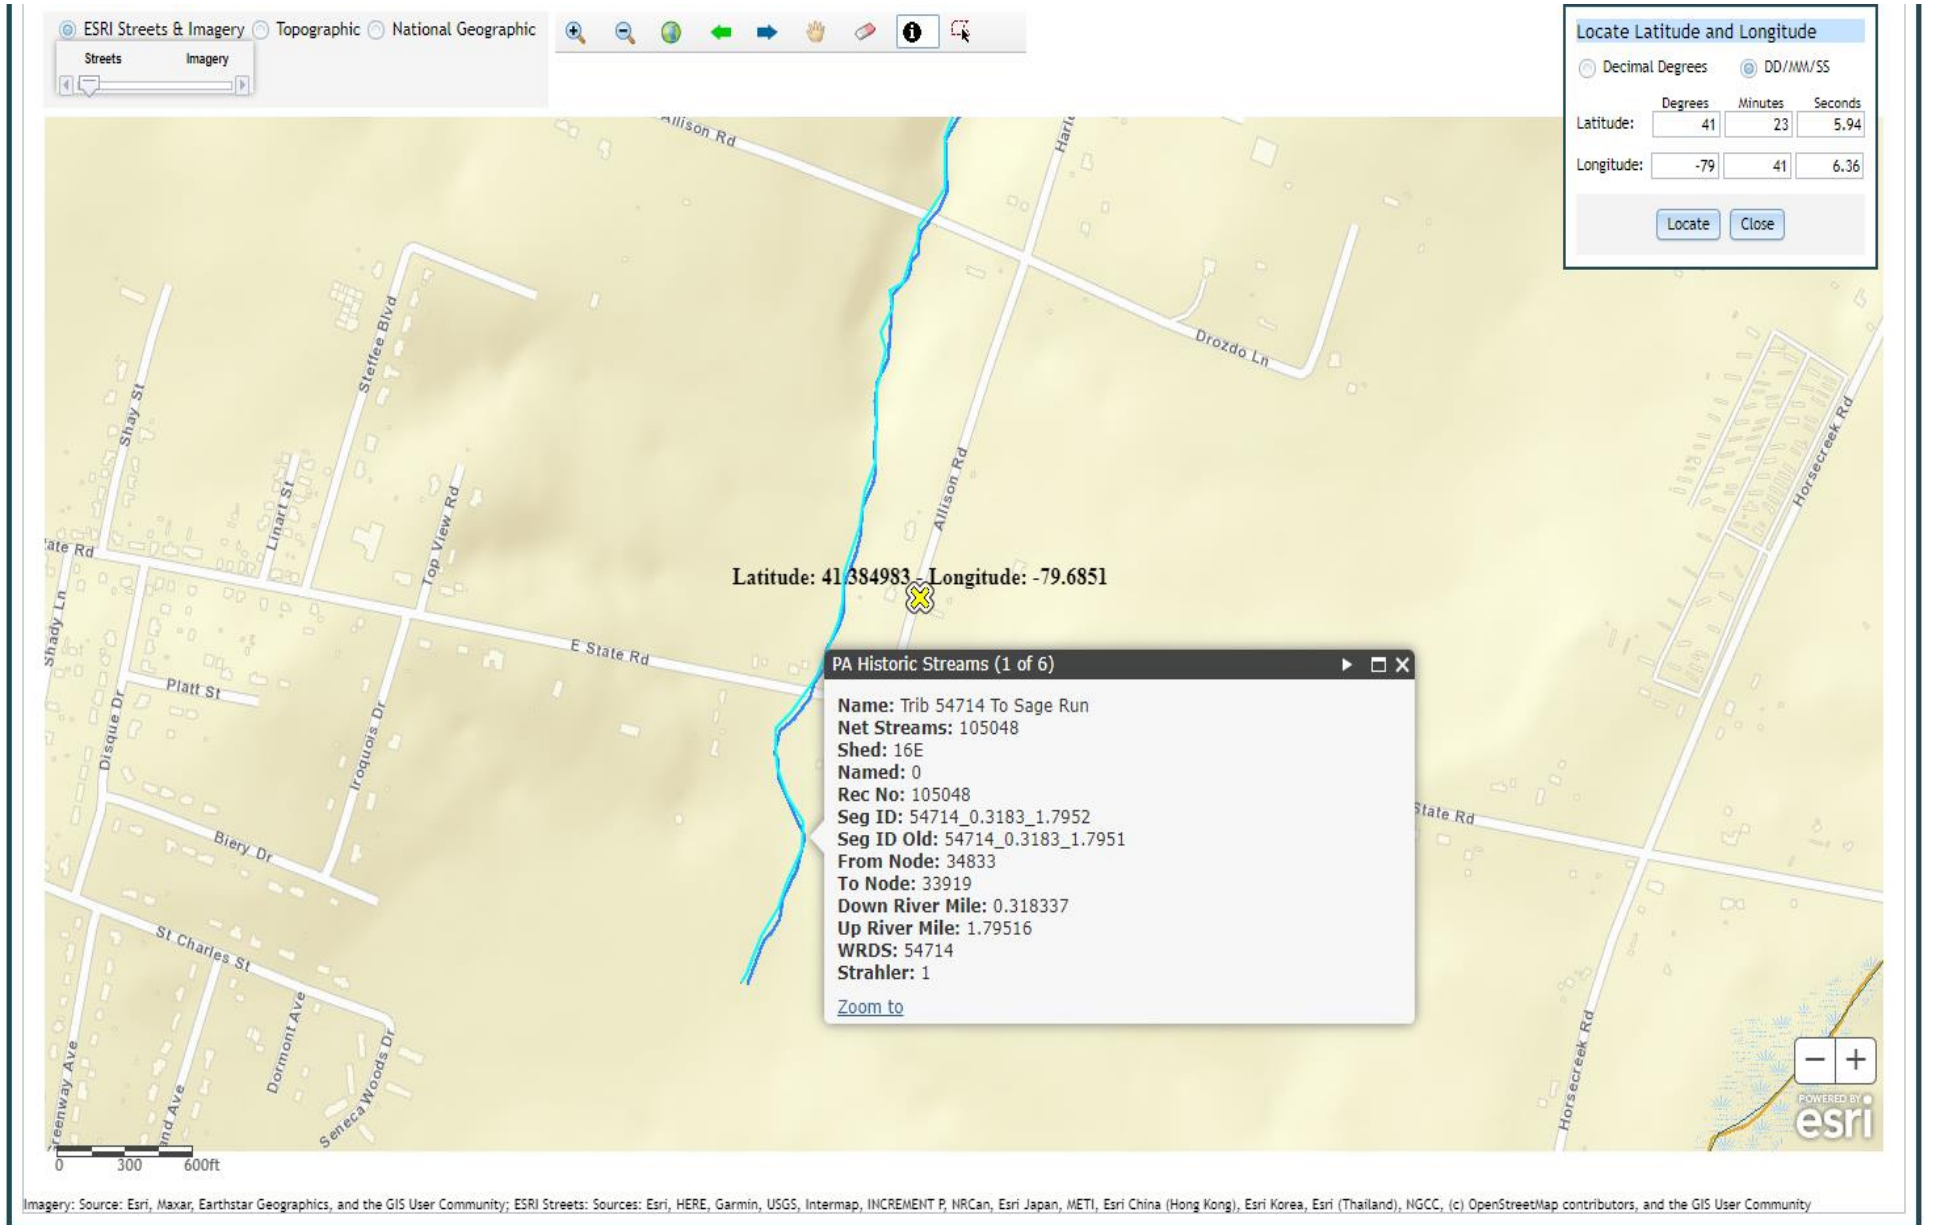 ESRI Streets & Imagery Topographic National Geographic
Streets Imagery
Locate Latitude and Longitude
Decimal Degrees DD/MM/SS
Degrees Minutes Seconds
Latitude: 41 23 5.94
Longitude: -79 41 6.36
Locate Close
Allison Rd
Drozdo Ln
Steffee Blvd
Shay St
Linart St
Top View Rd
Allison Rd
Horsecreek Rd
ate Rd
Shady Ln
Latitude: 41.384983 - Longitude: -79.6851
E State Rd
Platt St
Disque Dr
Iroquois Dr
PA Historic Streams (1 of 6)
Name: Trib 54714 To Sage Run
Net Streams: 105048
Shed: 16E
Named: 0
Rec No: 105048
Seg ID: 54714_0.3183_1.7952
Seg ID Old: 54714_0.3183_1.7951
From Node: 34833
To Node: 33919
Down River Mile: 0.318337
Up River Mile: 1.79516
WRDS: 54714
Strahler: 1
Zoom to
State Rd
Biery Dr
St Charles St
Dormont Ave
Seneca Woods Dr
reenway Ave
and Ave
Horsecreek Rd
POWERED BY
esri
0 300 600ft
Imagery: Source: Esri, Maxar, Earthstar Geographics, and the GIS User Community; ESRI Streets: Sources: Esri, HERE, Garmin, USGS, Intermap, INCREMENT P, NRCan, Esri Japan, METI, Esri China (Hong Kong), Esri Korea, Esri (Thailand), NGCC, (c) OpenStreetMap contributors, and the GIS User Community